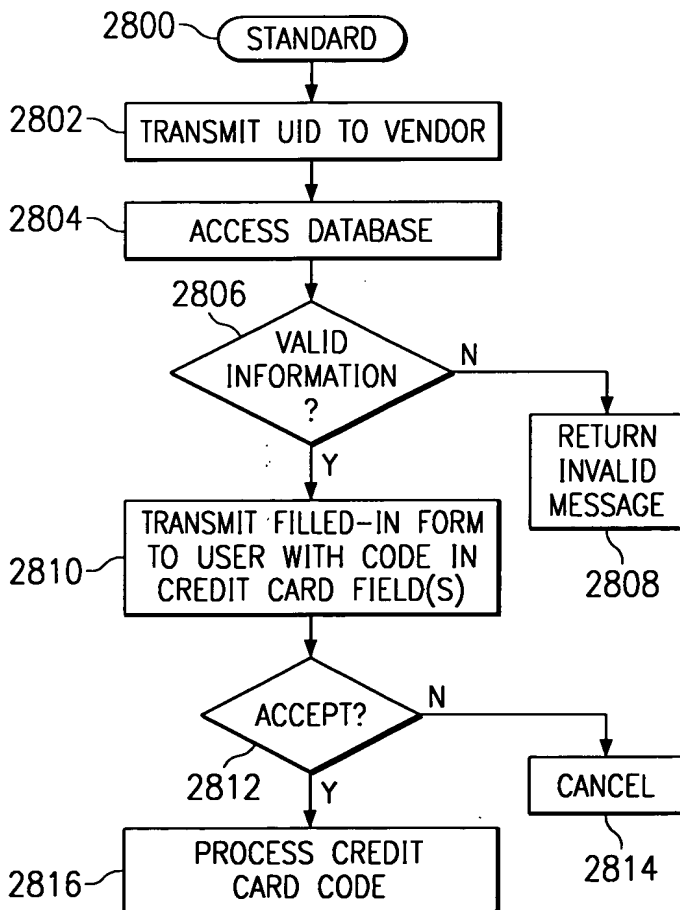 2800
STANDARD
2802
TRANSMIT UID TO VENDOR
2804
ACCESS DATABASE
2806
VALID
INFORMATION
?
N
Y
RETURN
INVALID
MESSAGE
2808
2810
TRANSMIT FILLED-IN FORM
TO USER WITH CODE IN
CREDIT CARD FIELD(S)
ACCEPT?
N
2812
Y
CANCEL
2814
2816
PROCESS CREDIT
CARD CODE